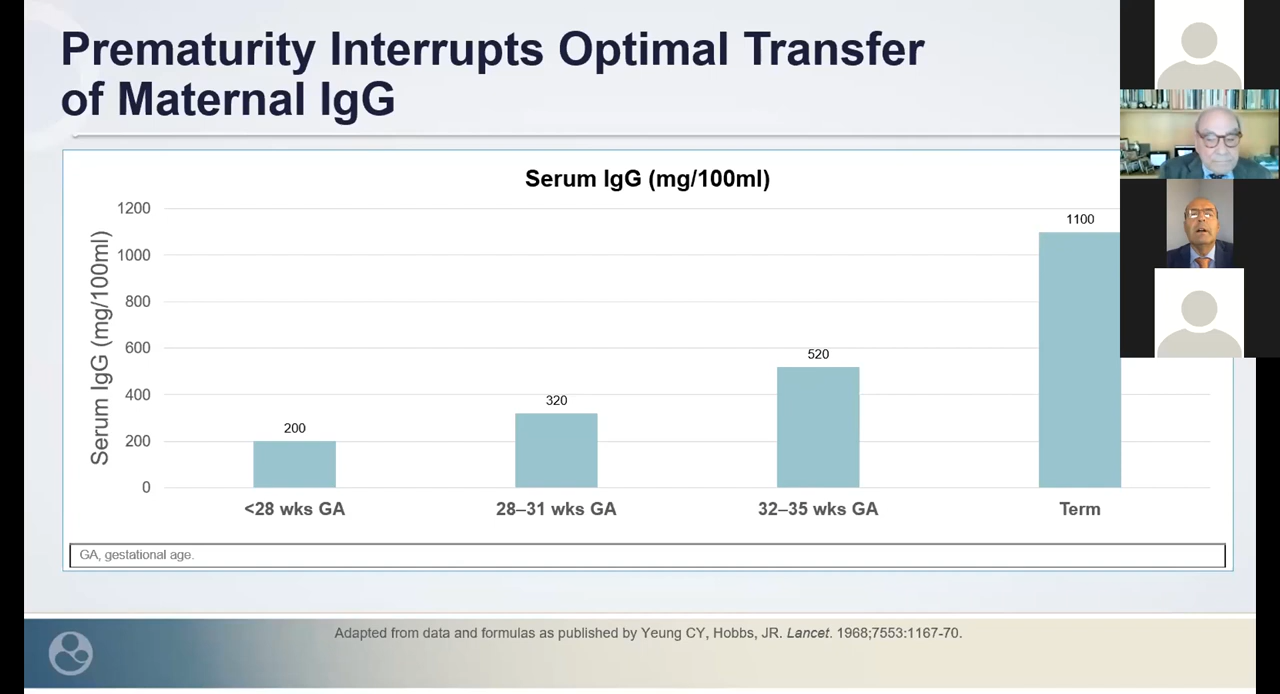 Prematurity Interrupts Optimal Transfer
of Maternal IgG
Serum IgG (mg/100ml)
Serum IgG (mg/100ml)
1200
1000
800
600
400
200
0
200
320
520
1100
<28 wks GA
28–31 wks GA
32–35 wks GA
Term
GA, gestational age.
Adapted from data and formulas as published by Yeung CY, Hobbs, JR. Lancet. 1968;7553:1167-70.